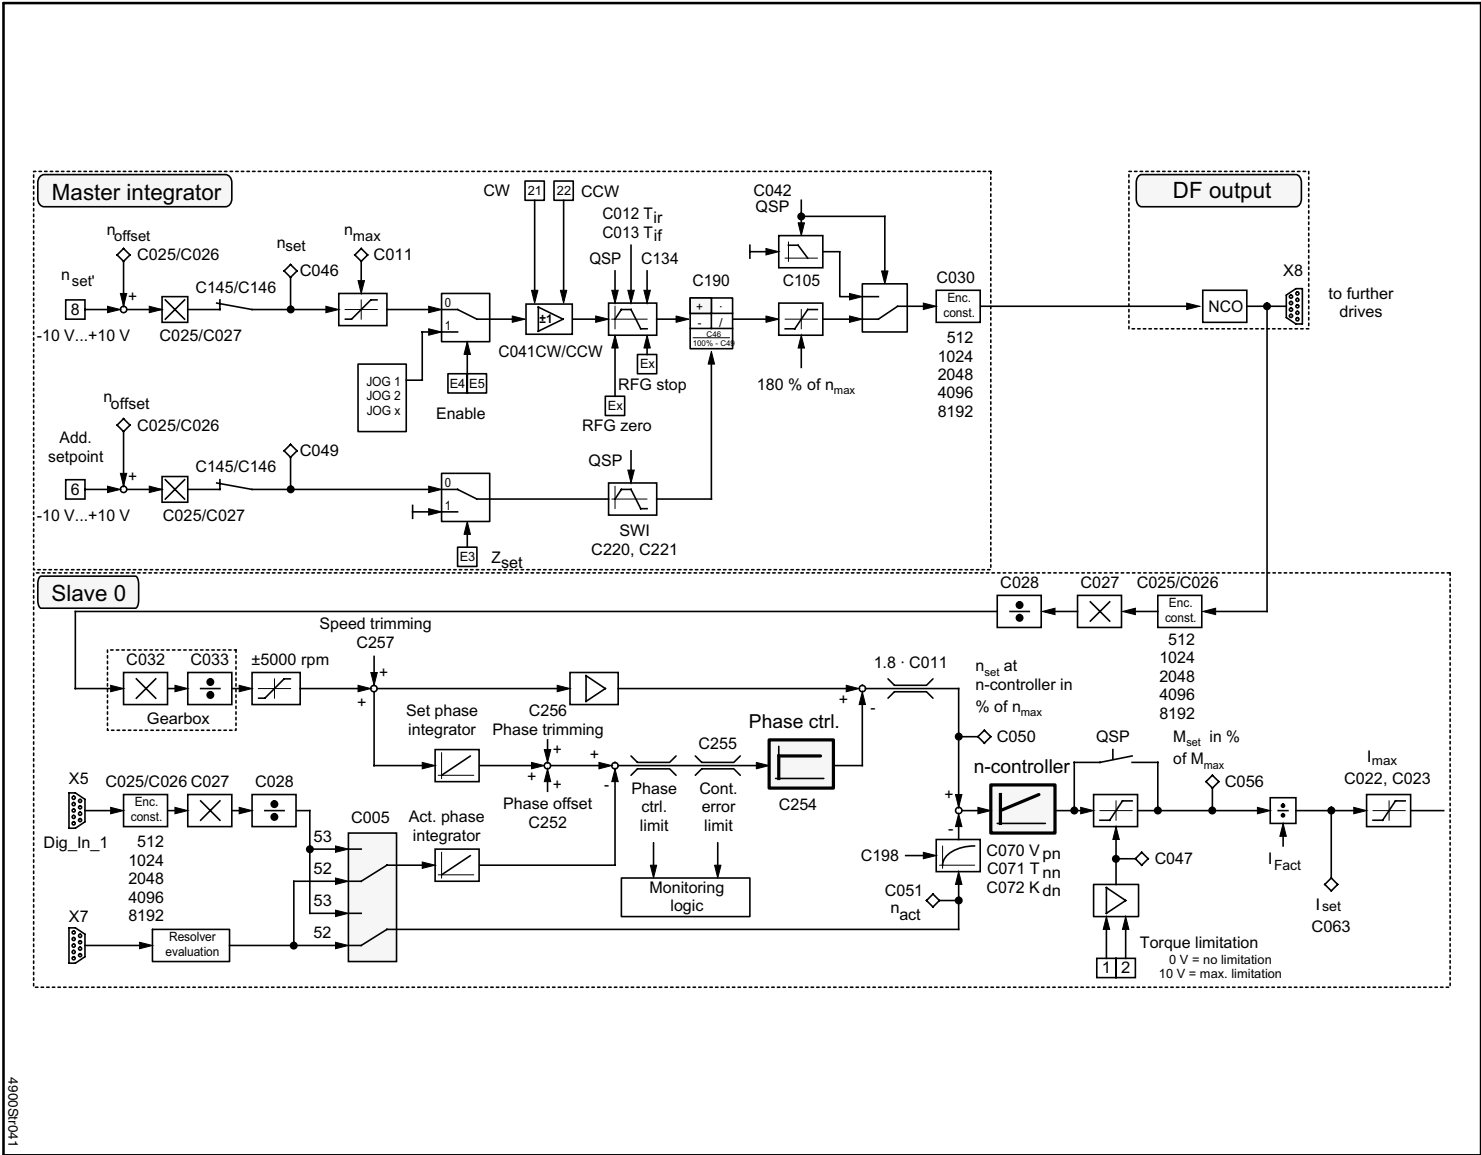 Master integrator
DF output
CW
21
22
CCW
C042
QSP
C012 Tir
C013 Tif
noffset
C025/C026
nset
C046
nmax
C011
QSP
C134
C190
C105
C030
X8
nset'
8
+
C145/C146
0
1
±1
+
·
-
/
C46
Enc.
const.
NCO
to further
drives
-10 V...+10 V
C025/C027
C041CW/CCW
512
1024
2048
4096
8192
JOG 1
JOG 2
JOG x
E4
E5
Enable
Ex
RFG stop
Ex
RFG zero
180 % of nmax
noffset
C025/C026
Add.
setpoint
C049
6
+
C145/C146
0
1
QSP
-10 V...+10 V
C025/C027
SWI
C220, C221
E3
Zset
Slave 0
C028
C027
C025/C026
Enc.
const.
512
1024
2048
4096
8192
Speed trimming
C257
C032
C033
±5000 rpm
+
+
Gearbox
1.8 · C011
nset at
n-controller in
% of nmax
+
-
Set phase
integrator
C256
Phase trimming
+
+
+
Phase offset
C252
+
-
C255
Phase ctrl.
C254
Phase
ctrl.
limit
Cont.
error
limit
Monitoring
logic
C050
QSP
Mset in %
of Mmax
C056
Imax
C022, C023
n-controller
+
-
C070 Vpn
C071 Tnn
C072 Kdn
C198
C051
nact
C047
IFact
Iset
C063
1
2
Torque limitation
0 V = no limitation
10 V = max. limitation
X5
C025/C026
C027
C028
Enc.
const.
Dig_In_1
512
1024
2048
4096
8192
C005
53
52
53
52
Act. phase
integrator
X7
Resolver
evaluation
4900Str041